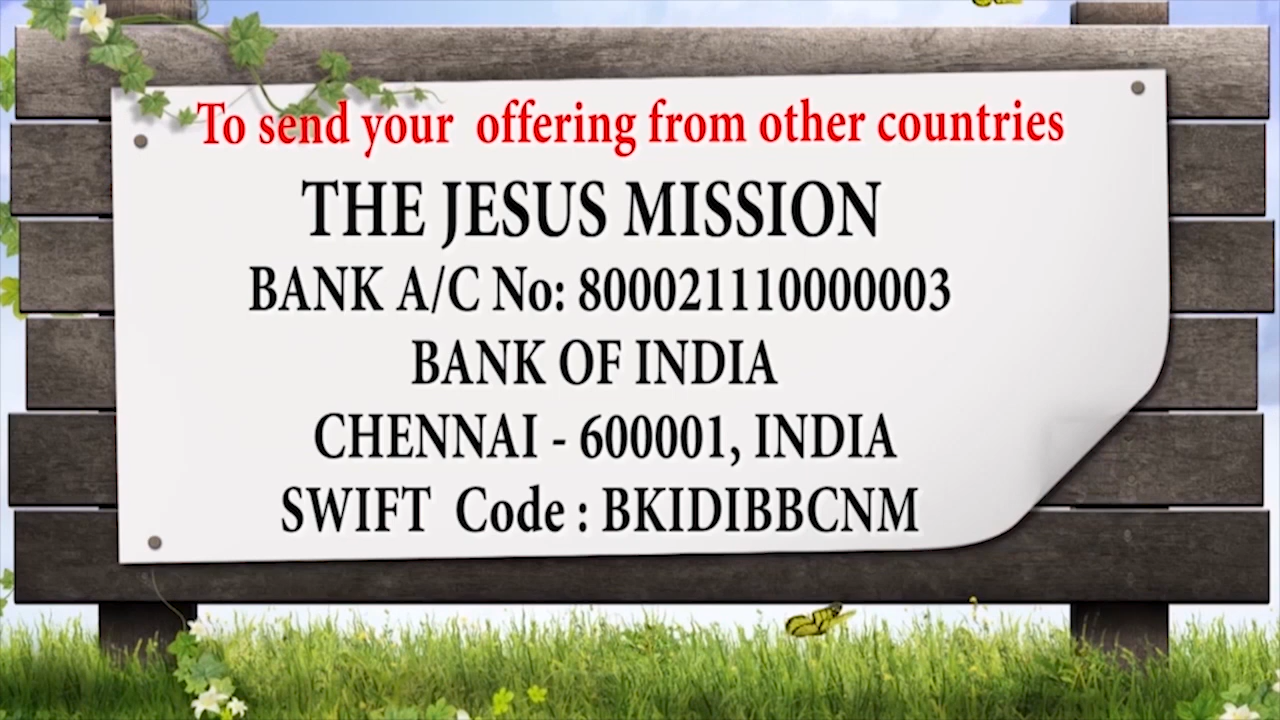 To send your offering from other countries
THE JESUS MISSION
BANK A/C No: 800021110000003
BANK OF INDIA
CHENNAI - 600001, INDIA
SWIFT Code : BKIDIBBCNM